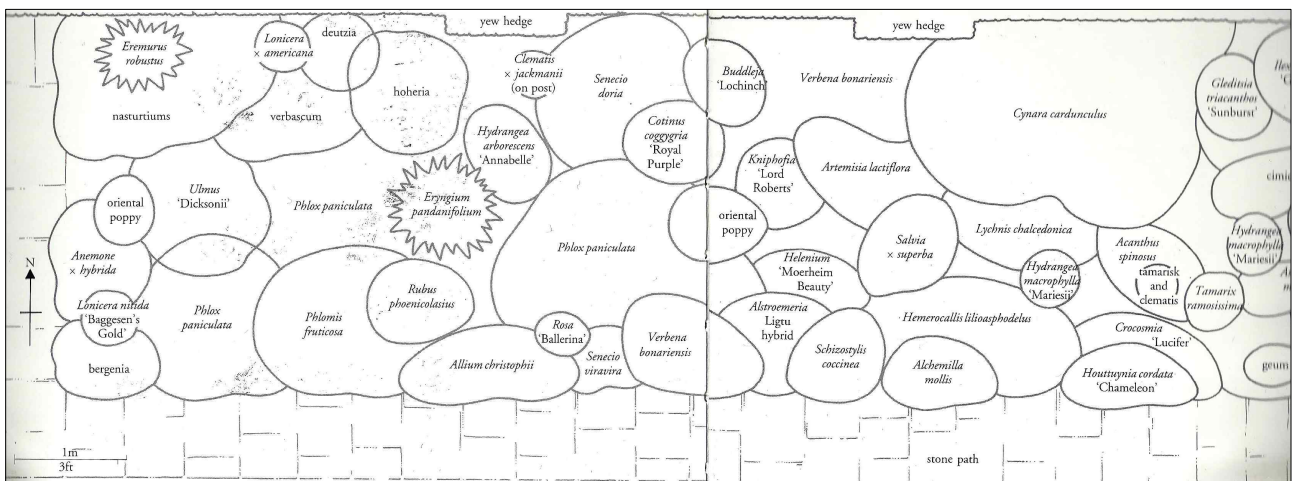 yew hedge
yew hedge
Eremurus
robustus
Lonicera
× americana
deutzia
nasturtiums
verbascum
hoheria
Clematis
× jackmanii
(on post)
Senecio
doria
Hydrangea
arborescens
'Annabelle'
Cotinus
coggygria
'Royal
Purple'
Buddleja
'Lochinch'
Verbena bonariensis
Cynara cardunculus
Gleditsia
triacanthos
'Sunburst'
oriental
poppy
Ulmus
'Dicksonii'
Phlox paniculata
Eryngium
pandanifolium
Phlox paniculata
Kniphofia
'Lord
Roberts'
Artemisia lactiflora
oriental
poppy
Salvia
× superba
Lychnis chalcedonica
Acanthus
spinosus
tamarisk
and
clematis
Hydrangea
macrophylla
'Mariesii'
N
Anemone
× hybrida
Lonicera nitida
'Baggesen's
Gold'
bergenia
Phlox
paniculata
Phlomis
fruticosa
Rubus
phoenicolasius
Allium christophii
Rosa
'Ballerina'
Senecio
viravira
Verbena
bonariensis
Helenium
'Moerheim
Beauty'
Alstroemeria
Ligtu
hybrid
Schizostylis
coccinea
Hemerocallis lilioasphodelus
Hydrangea
macrophylla
'Mariesii'
Alchemilla
mollis
Tamarix
ramosissima
Crocosmia
'Lucifer'
Houttuynia cordata
'Chameleon'
geum
1m
3ft
stone path